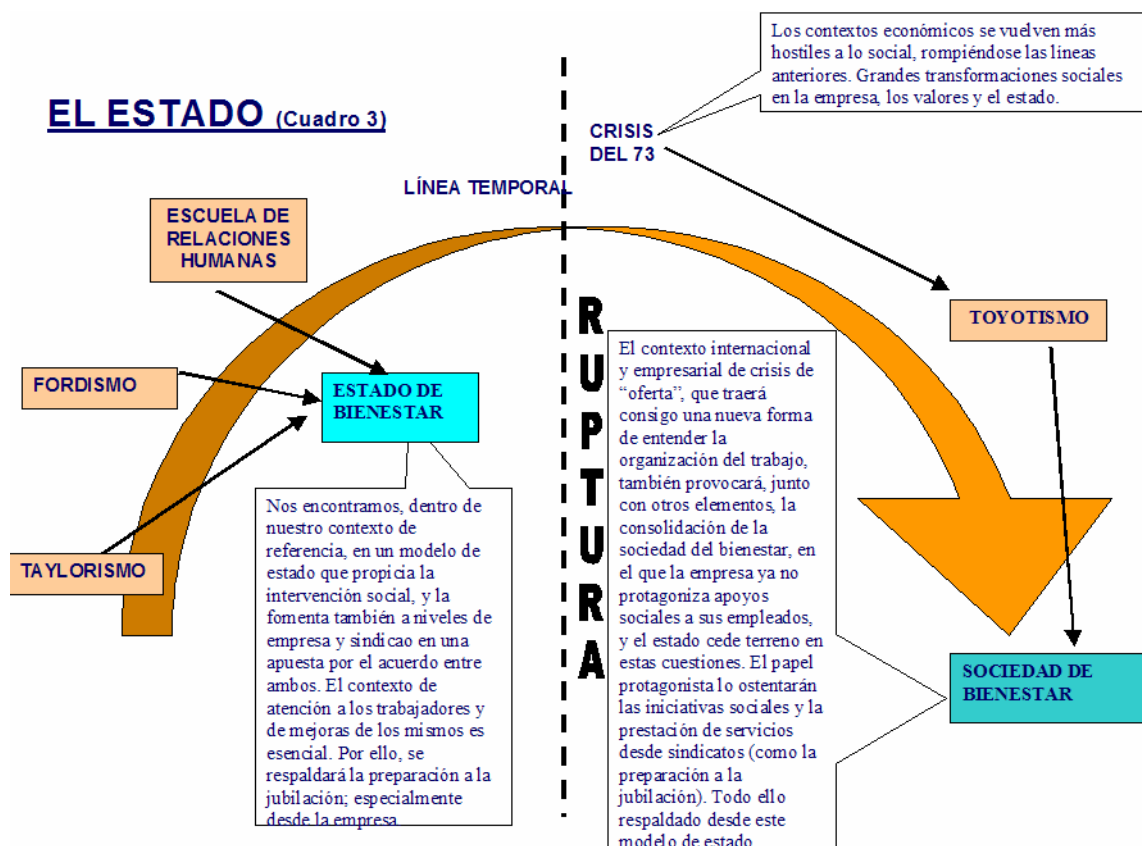 EL ESTADO (Cuadro 3)
Los contextos económicos se vuelven más
hostiles a lo social, rompiéndose las líneas
anteriores. Grandes transformaciones sociales
en la empresa, los valores y el estado.
CRISIS
DEL 73
LÍNEA TEMPORAL
ESCUELA DE
RELACIONES
HUMANAS
FORDISMO
TAYLORISMO
ESTADO DE
BIENESTAR
Nos encontramos, dentro de
nuestro contexto de
referencia, en un modelo de
estado que propicia la
intervención social, y la
fomenta también a niveles de
empresa y sindicao en una
apuesta por el acuerdo entre
ambos. El contexto de
atención a los trabajadores y
de mejoras de los mismos es
esencial. Por ello, se
respaldará la preparación a la
jubilación; especialmente
desde la empresa.
RUPTURA
El contexto internacional
y empresarial de crisis de
“oferta”, que traerá
consigo una nueva forma
de entender la
organización del trabajo,
también provocará, junto
con otros elementos, la
consolidación de la
sociedad del bienestar, en
el que la empresa ya no
protagoniza apoyos
sociales a sus empleados,
y el estado cede terreno en
estas cuestiones. El papel
protagonista lo ostentarán
las iniciativas sociales y la
prestación de servicios
desde sindicatos (como la
preparación a la
jubilación). Todo ello
respaldado desde este
modelo de estado
TOYOTISMO
SOCIEDAD DE
BIENESTAR